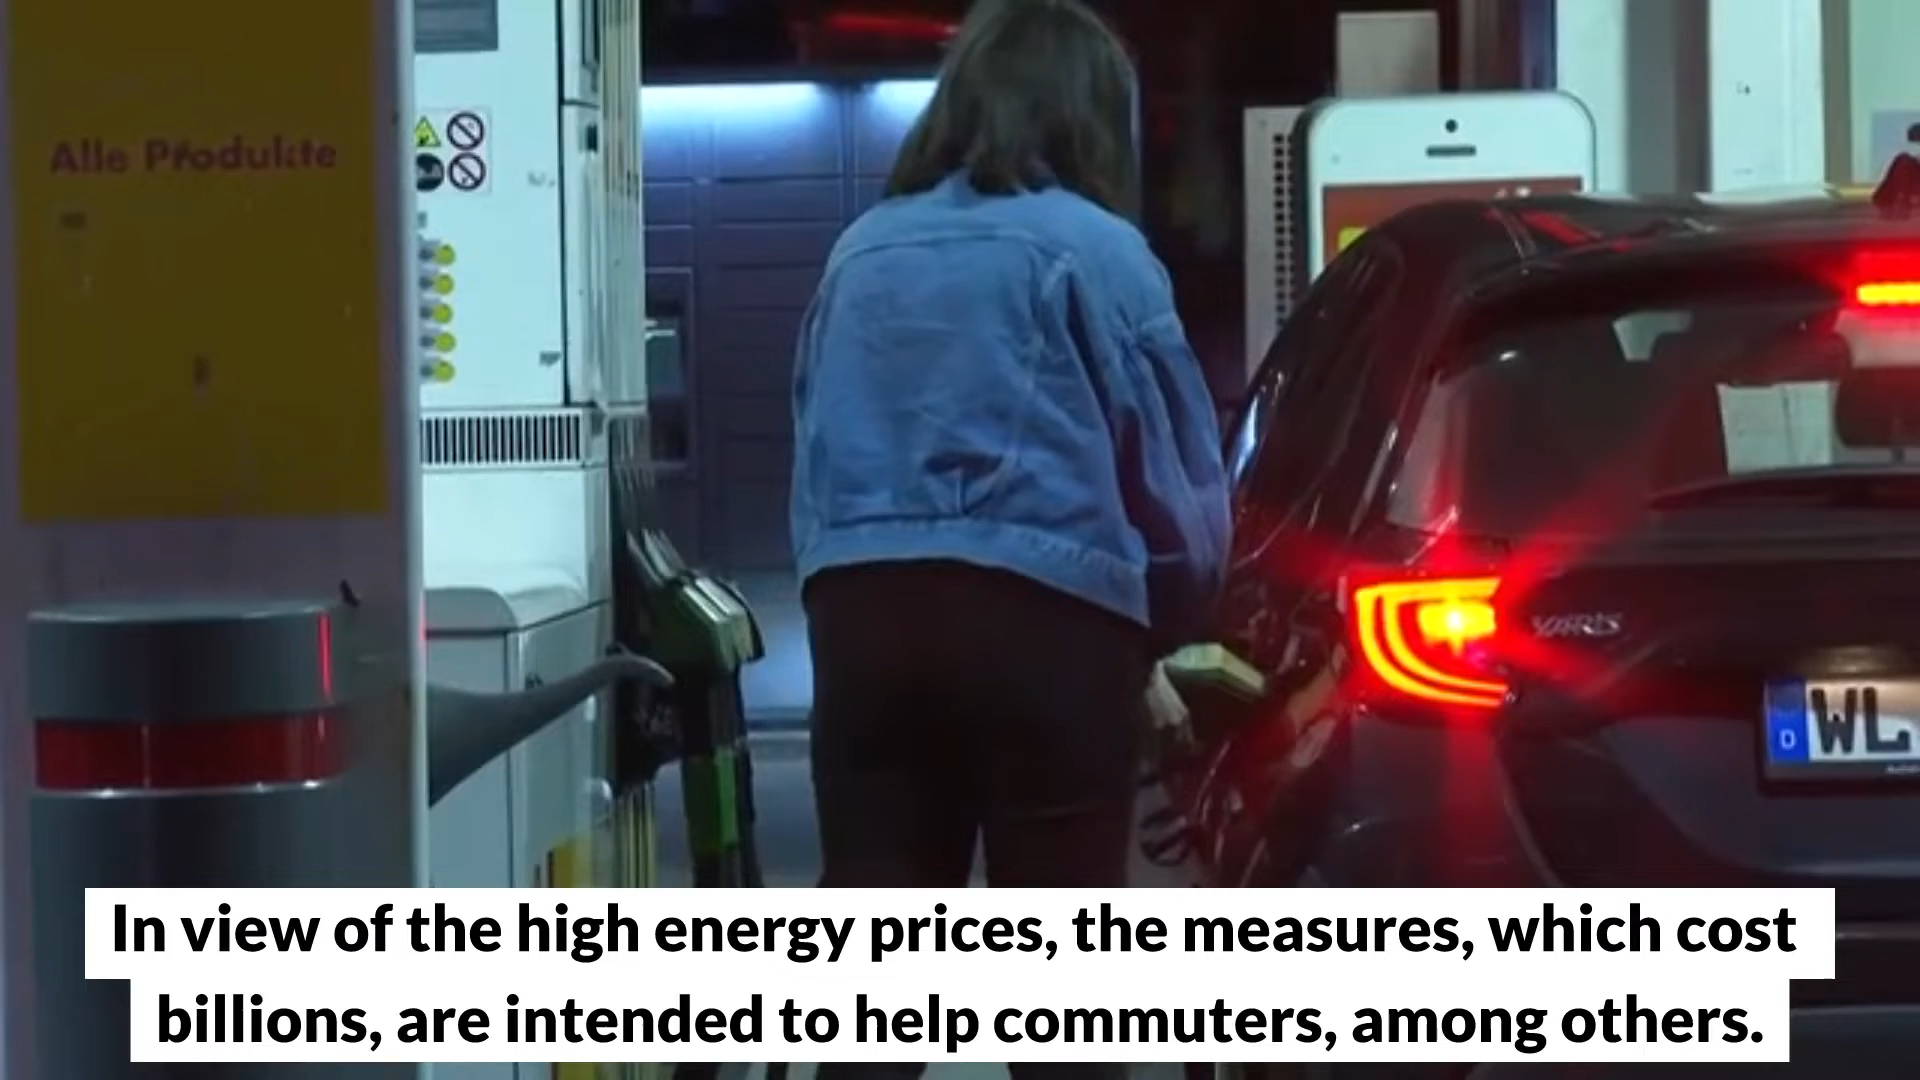 Alle Produkte
YARIS
D
WL
In view of the high energy prices, the measures, which cost
billions, are intended to help commuters, among others.